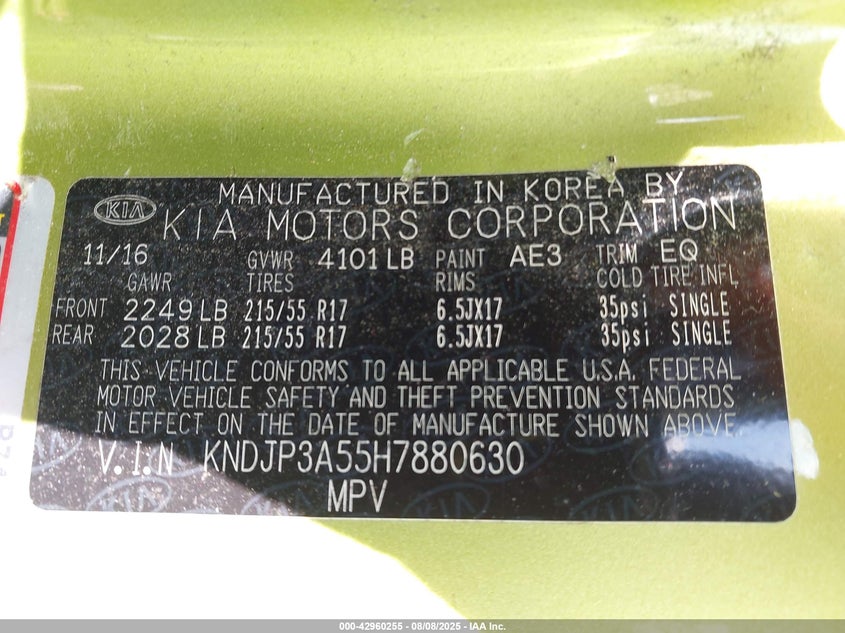 MANUFACTURED IN KOREA BY
KIA KIA MOTORS CORPORATION
11/16 GVWR 4101 LB PAINT AE3 TRIM EQ
GAWR TIRES RIMS COLD TIRE INFL
FRONT 2249 LB 215/55 R17 6.5JX17 35psi SINGLE
REAR 2028 LB 215/55 R17 6.5JX17 35psi SINGLE
THIS VEHICLE CONFORMS TO ALL APPLICABLE U.S.A. FEDERAL
MOTOR VEHICLE SAFETY AND THEFT PREVENTION STANDARDS
IN EFFECT ON THE DATE OF MANUFACTURE SHOWN ABOVE.
V.I.N KNDJP3A55H7880630
MPV
000-42960255 - 08/08/2025 - IAA Inc.